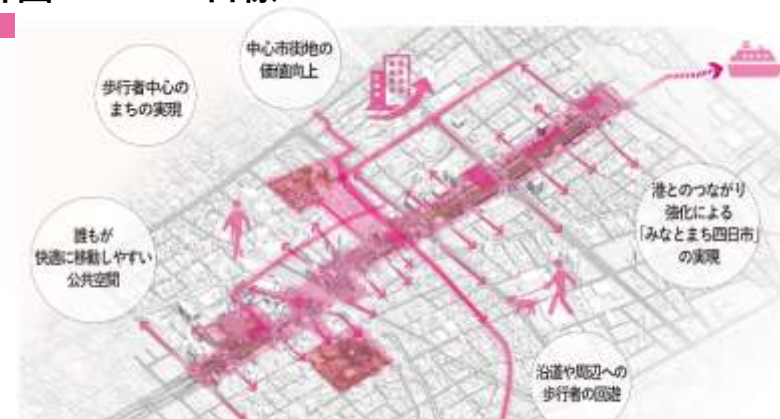 中心市街地の
価値向上
歩行者中心の
まちの実現
港とのつながり
強化による
「みなとまち四日市」
の実現
誰もが
快適に移動しやすい
公共空間
沿道や周辺への
歩行者の回遊